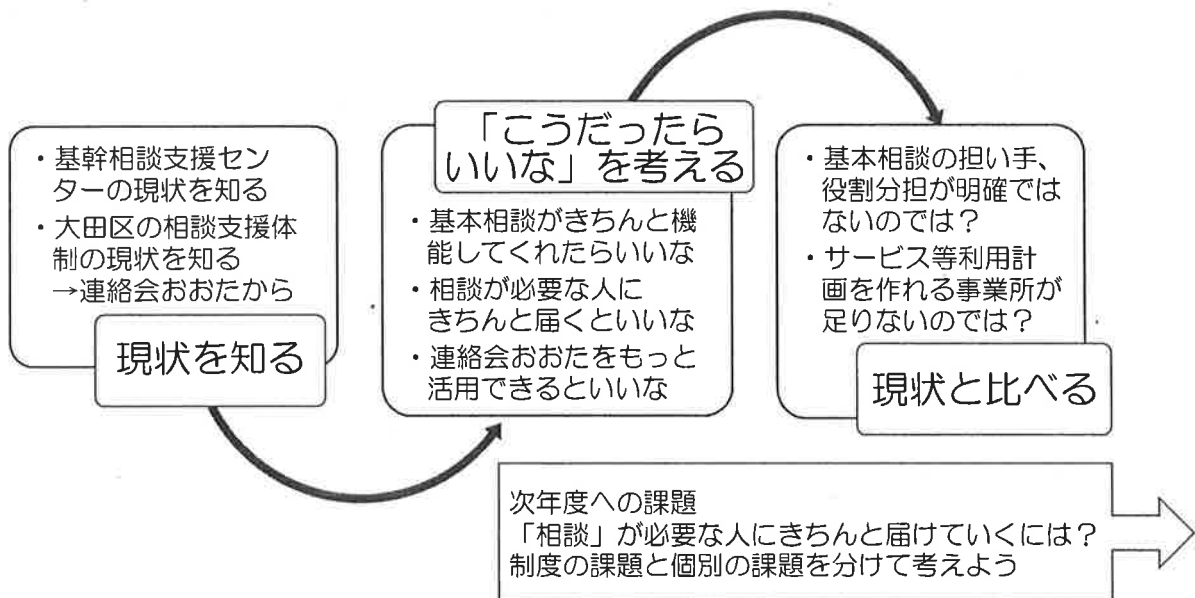 ・基幹相談支援セン
ターの現状を知る
・大田区の相談支援体
制の現状を知る
→連絡会おおたから
現状を知る
「こうだったら
いいな」を考える
・基本相談がきちんと機
能してくれたらいいな
・相談が必要な人に
きちんと届くといいな
・連絡会おおたをもっと
活用できるといいな
・基本相談の担い手、
役割分担が明確では
ないのでは？
・サービス等利用計
画を作れる事業所が
足りないのでは？
現状と比べる
次年度への課題
「相談」が必要な人にきちんと届けていくには？
制度の課題と個別の課題を分けて考えよう